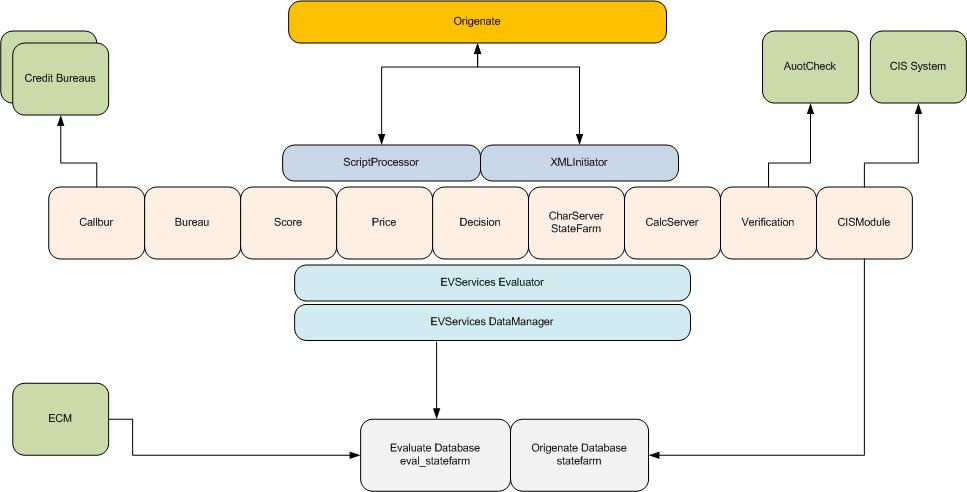 Origenate
Credit Bureaus
AuotCheck
CIS System
ScriptProcessor
XMLInitiator
Callbur
Bureau
Score
Price
Decision
CharServer
StateFarm
CalcServer
Verification
CISModule
EVServices Evaluator
EVServices DataManager
ECM
Evaluate Database
eval_statefarm
Origenate Database
statefarm